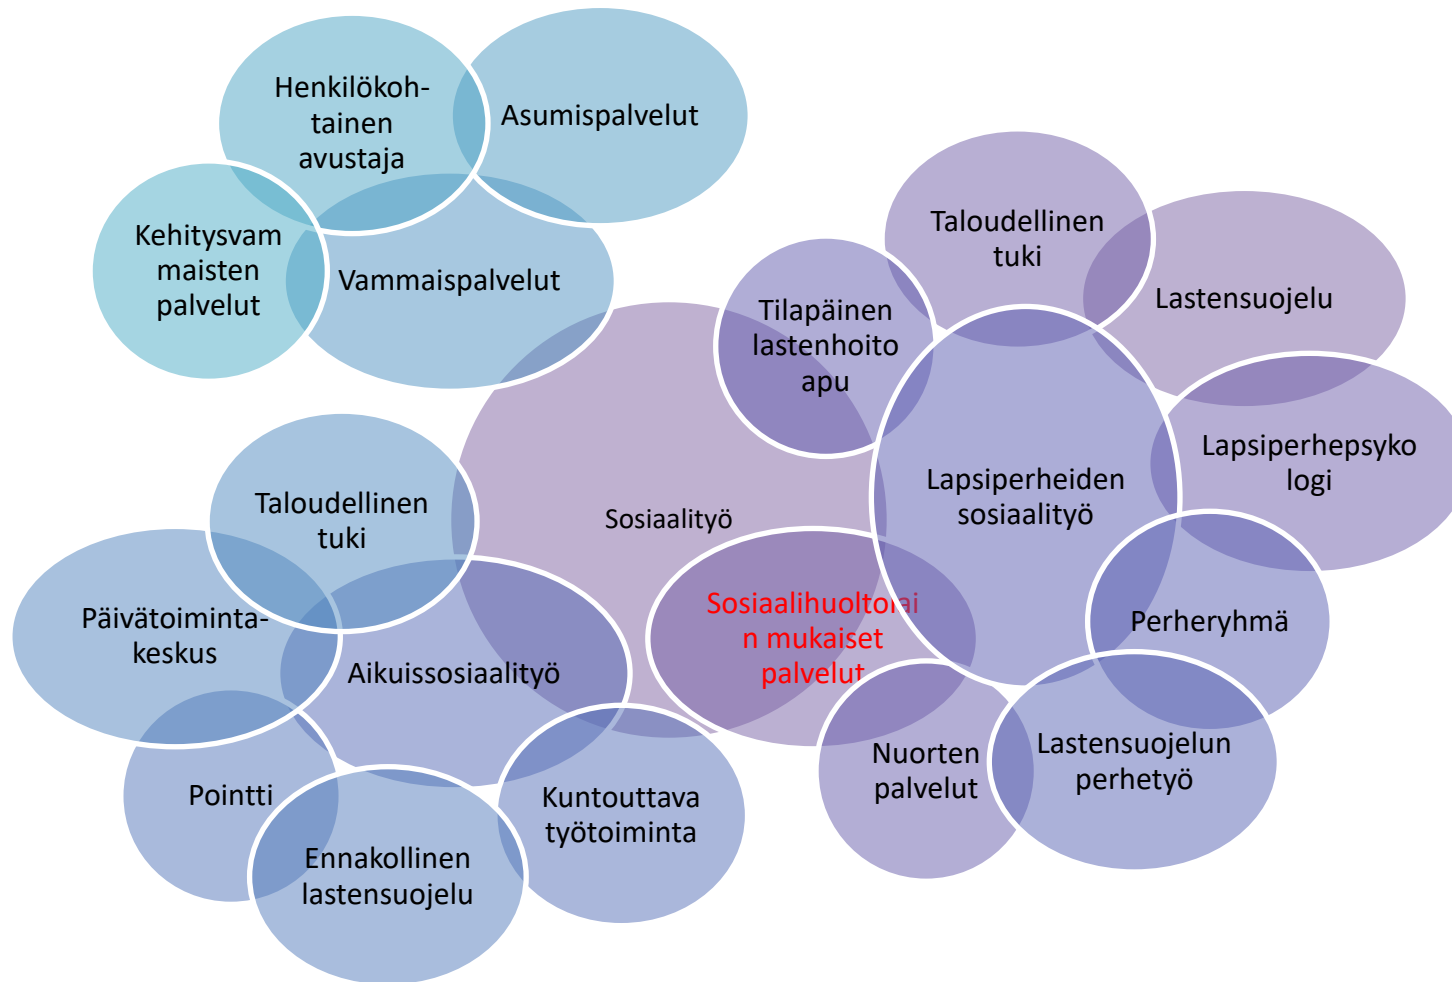 Henkilökoh-
tainen
avustaja
Asumispalvelut
Kehitysvam
maisten
palvelut
Vammaispalvelut
Taloudellinen
tuki
Lastensuojelu
Tilapäinen
lastenhoito
apu
Lapsiperhepsyko
logi
Lapsiperheiden
sosiaalityö
Sosiaalityö
Taloudellinen
tuki
Sosiaalihuoltolai
n mukaiset
palvelut
Perheryhmä
Päivätoiminta-
keskus
Aikuissosiaalityö
Nuorten
palvelut
Lastensuojelun
perhetyö
Pointti
Kuntouttava
työtoiminta
Ennakollinen
lastensuojelu